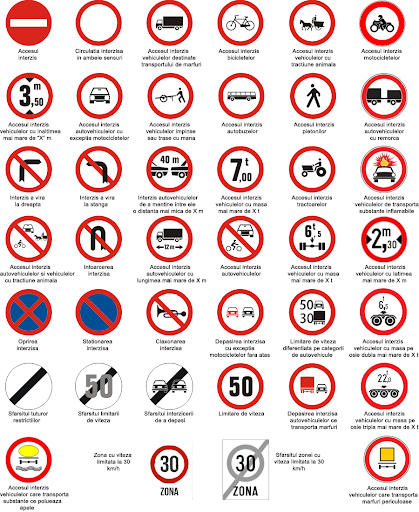 Accesul
interzis
Circulatia interzisa
in ambele sensuri
Accesul interzis
vehiculelor destinate
transportului de marfuri
Accesul interzis
bicicletelor
Accesul interzis
vehiculelor cu
tractiune animala
Accesul interzis
motocicletelor
3,50
m
Accesul interzis
vehiculelor cu inaltimea
mai mare de "X" m
Accesul interzis
autovehiculelor cu
exceptia motocicletelor
Accesul interzis
vehiculelor impinse
sau trase cu mana
Accesul interzis
autobuzelor
Accesul interzis
pietonilor
Accesul interzis
autovehiculelor
cu remorca
Interzis a vira
la dreapta
Interzis a vira
la stanga
40 m
Interzis autovehiculelor
de a mentine intre ele
o distanta mai mica de X m
7,00
t
Accesul interzis
vehiculelor cu masa
mai mare de X t
Accesul interzis
tractoarelor
Accesul interzis
vehiculelor de transporta
substante inflamabile
Accesul interzis
autovehiculelor si vehiculelor
cu tractiune animala
Intoarcerea
interzisa
12 m
Accesul interzis
autovehiculelor cu
lungimea mai mare de X m
Accesul interzis
vehiculelor
6,5
t
Accesul interzis
vehiculelor cu masa
mai mare de X t
2,30
m
Accesul interzis
vehiculelor cu latimea
mai mare de X m
Oprirea
interzisa
Stationarea
interzisa
Claxonarea
interzisa
Depasirea interzisa
cu exceptia
motocicletelor fara atas
50
30
Limitare de viteza
diferentiata pe categorii
de autovehicule
Accesul interzis
vehiculelor cu masa pe
osie dubla mai mare de X t
Sfarsitul tuturor
restrictiilor
50
Sfarsitul limitarii
de viteza
Sfarsitul interzicerii
de a depasi
50
Limitare de viteza
Depasirea interzisa
autovehiculelor ce
transporta marfuri
Accesul interzis
vehiculelor cu masa pe
osie tripla mai mare de X t
Accesul interzis
vehiculelor care transporta
substante ce polueaza
apele
Zona cu viteza
limitata la 30
km/h
30
ZONA
30
ZONA
Sfarsitul zonei cu
viteza limitata la 30
km/h
Accesul interzis
vehiculelor care transporta
marfuri periculoase